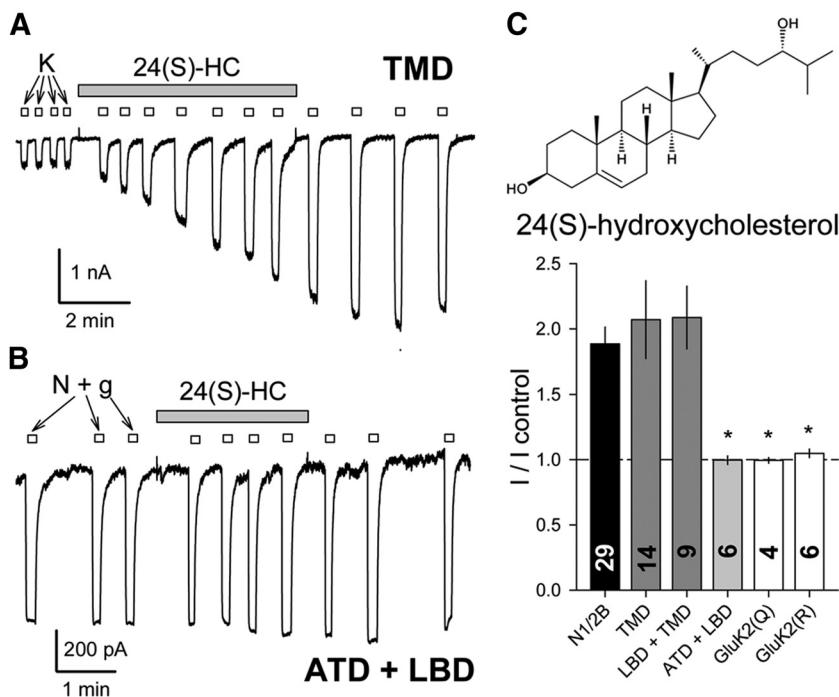 A
K
24(S)-HC
TMD
1 nA
2 min
B
N + g
24(S)-HC
200 pA
1 min
ATD + LBD
C
OH
H
H
H
HO
24(S)-hydroxycholesterol
I / I control
2.5
2.0
1.5
1.0
0.5
0.0
* * *
29 14 9 6 4 6
N1/2B
TMD
LBD + TMD
ATD + LBD
GluK2(Q)
GluK2(R)